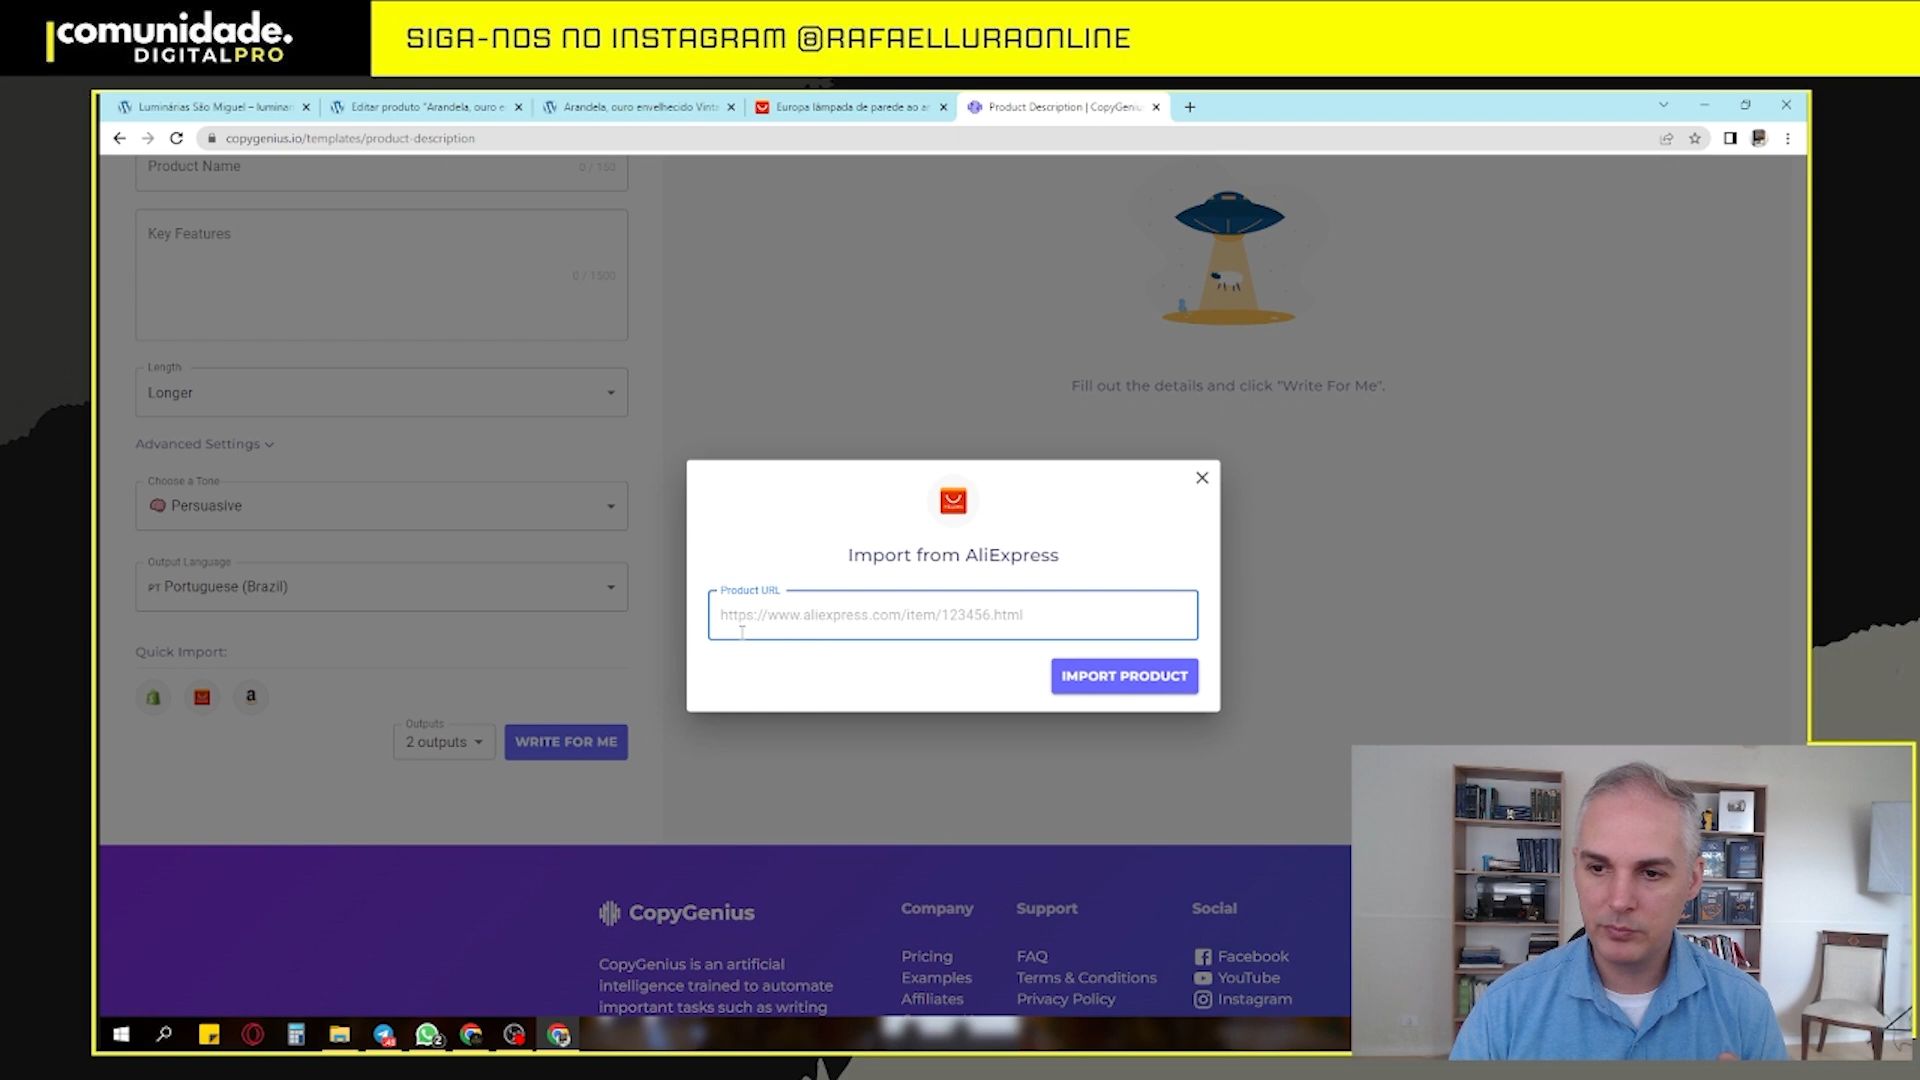 comunidade.
DIGITALPRO
SIGA-NOS NO INSTAGRAM @RAFAELLURAONLINE
Luminárias São Miguel – luminar
Editar produto "Arandela, ouro e
Arandela, ouro envelhecido Vinta
Europa lâmpada de parede ao ar
Product Description | CopyGeniu
copygenius.io/templates/product-description
Product Name
0 / 150
Key Features
0 / 1500
Length
Longer
Advanced Settings
Choose a Tone
Persuasive
Output Language
PT Portuguese (Brazil)
Quick Import:
Outputs
2 outputs
WRITE FOR ME
Fill out the details and click "Write For Me".
Import from AliExpress
Product URL
https://www.aliexpress.com/item/123456.html
IMPORT PRODUCT
CopyGenius
CopyGenius is an artificial
intelligence trained to automate
important tasks such as writing
Company
Pricing
Examples
Affiliates
Support
FAQ
Terms & Conditions
Privacy Policy
Social
Facebook
YouTube
Instagram